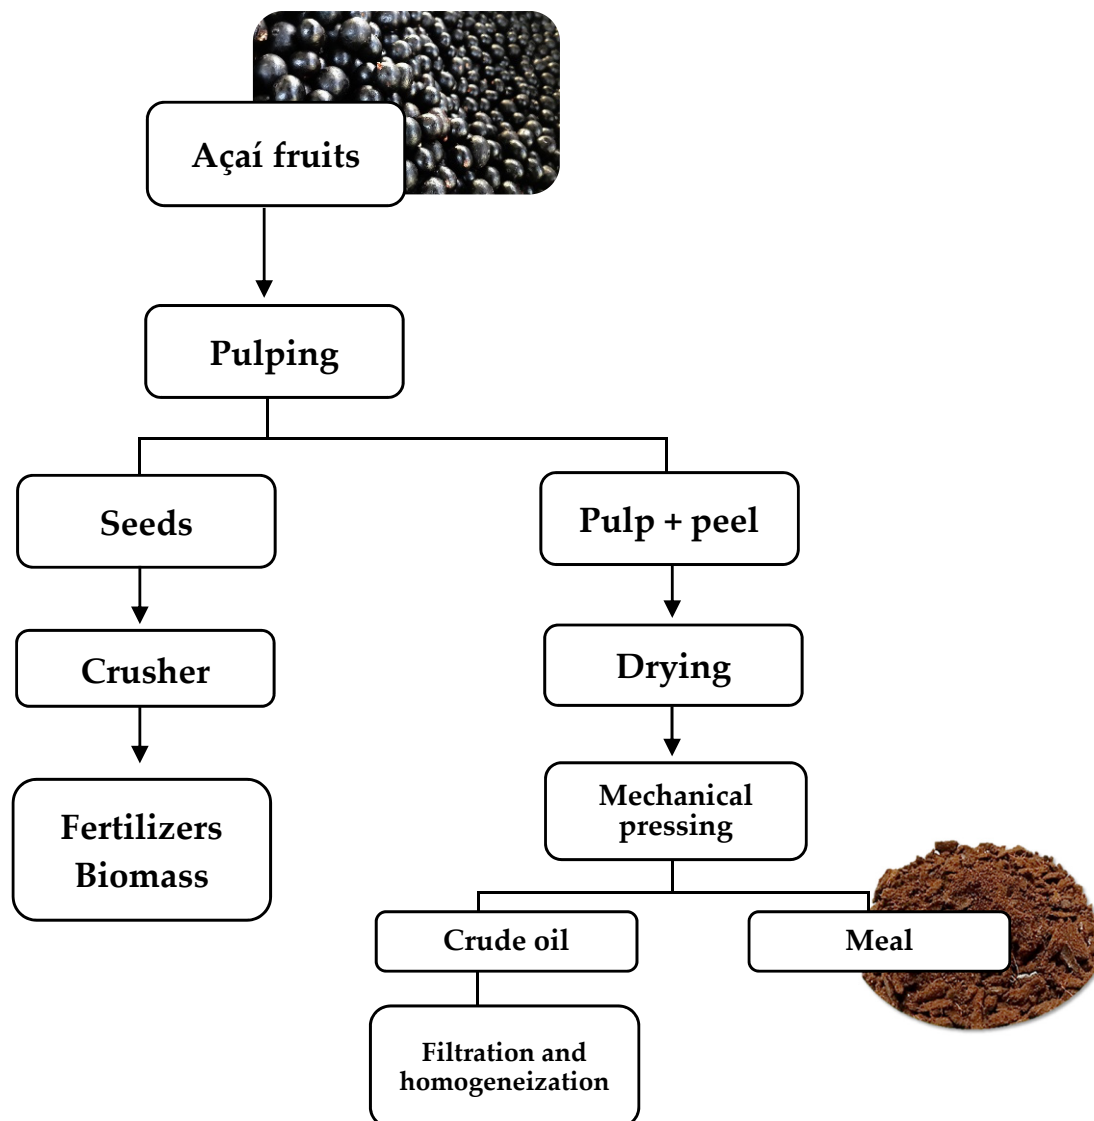 Açaí fruits
Pulping
Seeds
Pulp + peel
Crusher
Drying
Fertilizers
Biomass
Mechanical
pressing
Crude oil
Meal
Filtration and
homogeneization